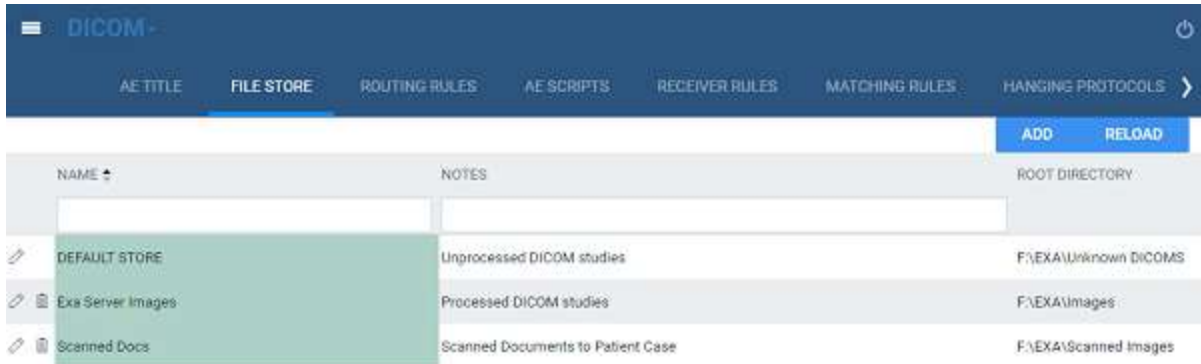 DICOM
AE TITLE FILE STORE ROUTING RULES AE SCRIPTS RECEIVER RULES MATCHING RULES HANGING PROTOCOLS
ADD RELOAD
NAME NOTES ROOT DIRECTORY
DEFAULT STORE Unprocessed DICOM studies F:\EXA\Unknown DICOMS
Exa Server Images Processed DICOM studies F:\EXA\Images
Scanned Docs Scanned Documents to Patient Case F:\EXA\Scanned Images